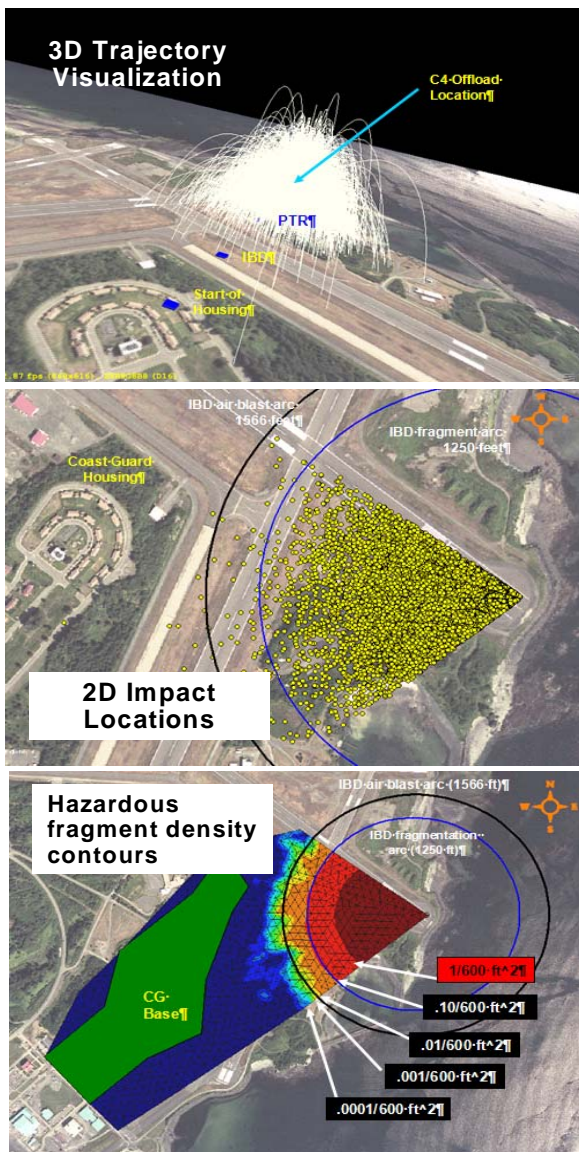 3D Trajectory
Visualization
C4·Offload·
Location¶
PTR¶
IBD¶
Start·of·
Housing¶
IBD·air·blast·arc·
1566·feet¶
IBD·fragment·arc·
1250·feet¶
Coast·Guard·
Housing¶
2D Impact
Locations
Hazardous
fragment density
contours
IBD·air·blast·arc·(1566·ft)¶
N
W
E
S
IBD·fragmentation··
arc·(1250·ft)¶
1/600·ft^2¶
.10/600·ft^2¶
.01/600·ft^2¶
.001/600·ft^2¶
.0001/600·ft^2¶
CG·
Base¶